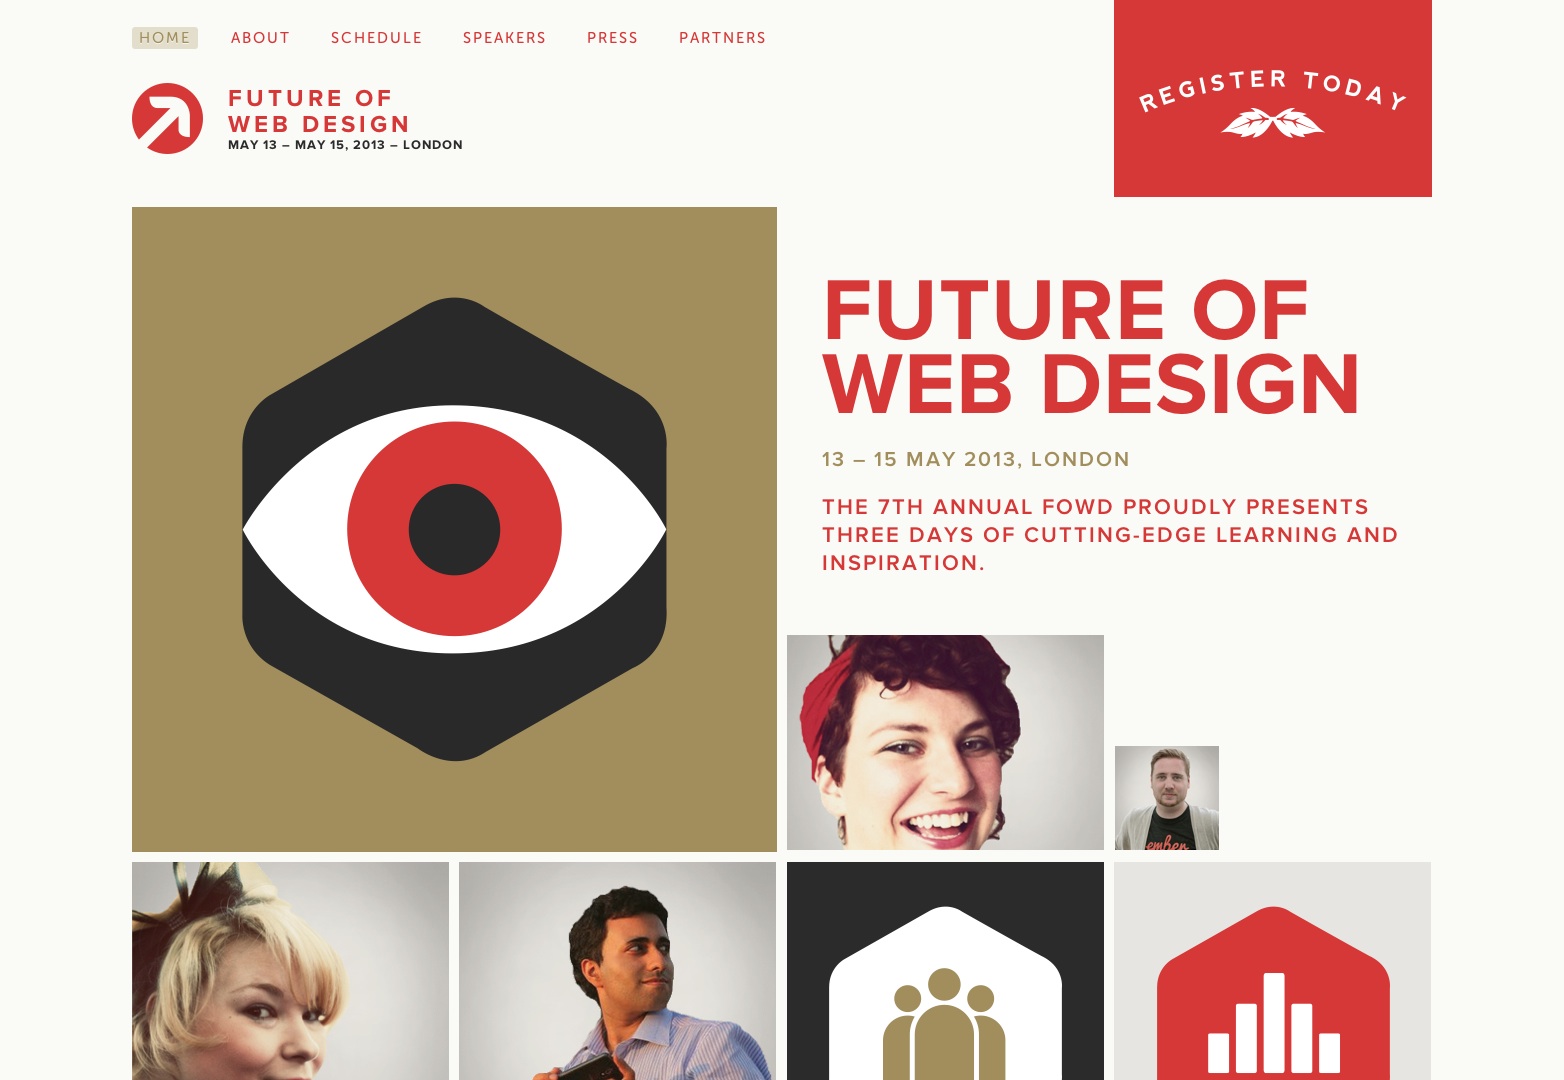 HOME ABOUT SCHEDULE SPEAKERS PRESS PARTNERS
FUTURE OF
WEB DESIGN
MAY 13 – MAY 15, 2013 – LONDON
REGISTER TODAY
FUTURE OF
WEB DESIGN
13 – 15 MAY 2013, LONDON
THE 7TH ANNUAL FOWD PROUDLY PRESENTS
THREE DAYS OF CUTTING-EDGE LEARNING AND
INSPIRATION.
ember